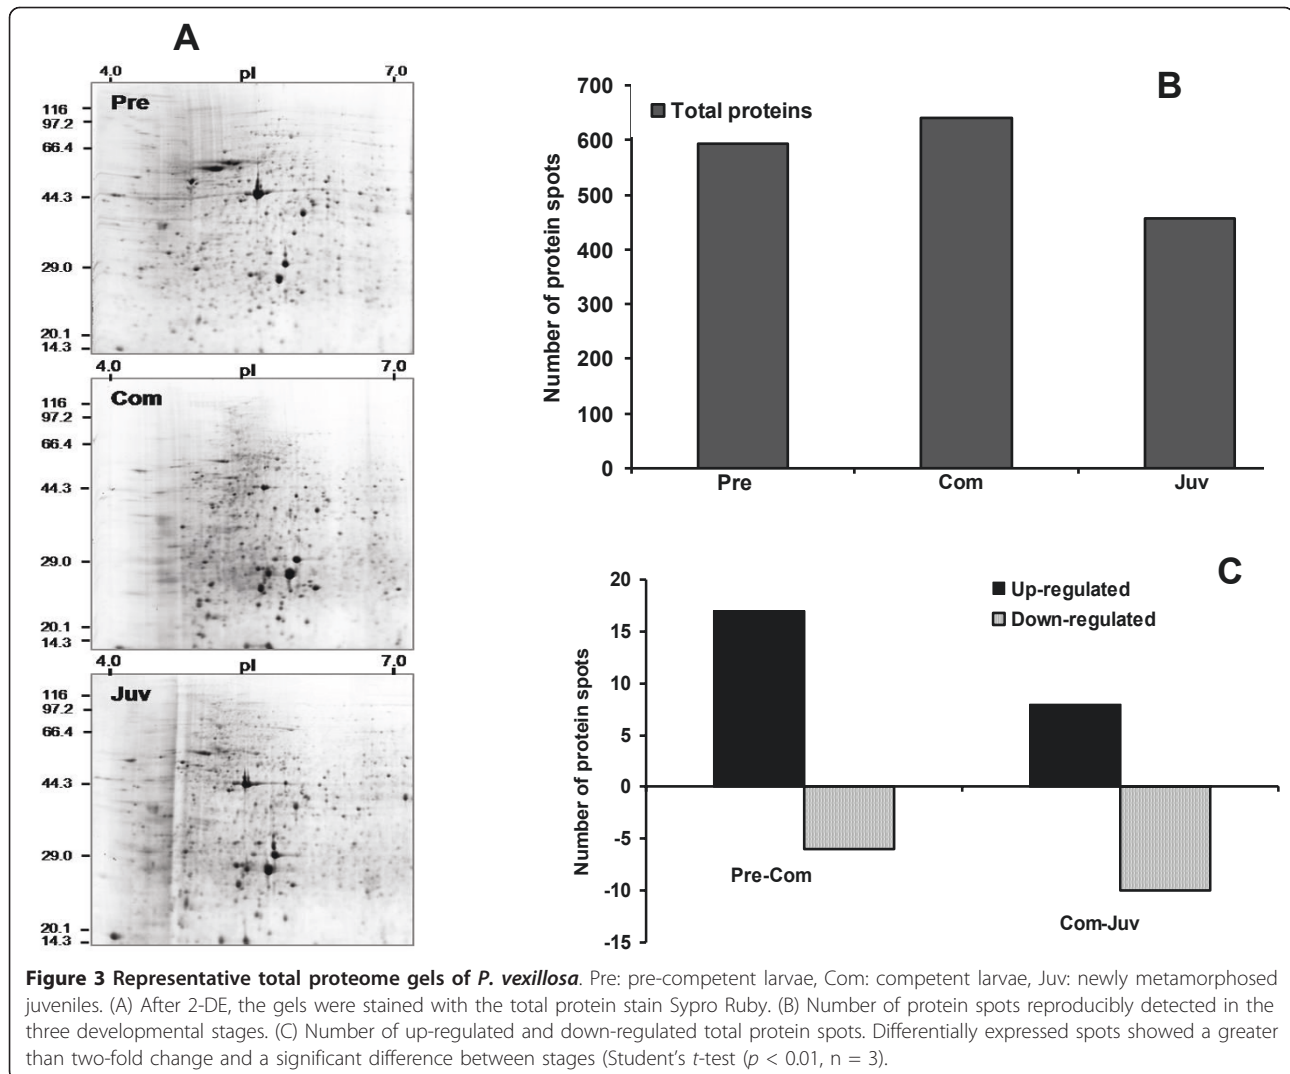 A
4.0 pI 7.0
Pre
116
97.2
66.4
44.3
29.0
20.1
14.3
4.0 pI 7.0
Com
116
97.2
66.4
44.3
29.0
20.1
14.3
4.0 pI 7.0
Juv
116
97.2
66.4
44.3
29.0
20.1
14.3
B
Total proteins
Number of protein spots
700
600
500
400
300
200
100
0
Pre Com Juv
C
Up-regulated
Down-regulated
Number of protein spots
20
15
10
5
0
-5
-10
-15
Pre-Com
Com-Juv
Figure 3 Representative total proteome gels of P. vexillosa. Pre: pre-competent larvae, Com: competent larvae, Juv: newly metamorphosed
juveniles. (A) After 2-DE, the gels were stained with the total protein stain Sypro Ruby. (B) Number of protein spots reproducibly detected in the
three developmental stages. (C) Number of up-regulated and down-regulated total protein spots. Differentially expressed spots showed a greater
than two-fold change and a significant difference between stages (Student's t-test (p < 0.01, n = 3).